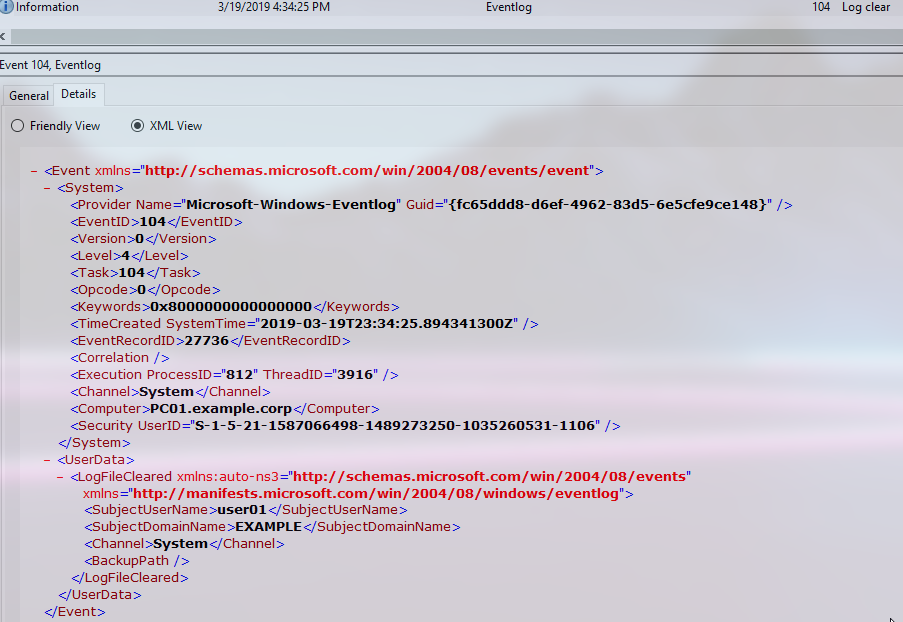 Information 3/19/2019 4:34:25 PM Eventlog 104 Log clear
Event 104, Eventlog
General Details
Friendly View XML View
- <Event xmlns="http://schemas.microsoft.com/win/2004/08/events/event">
- <System>
<Provider Name="Microsoft-Windows-Eventlog" Guid="{fc65ddd8-d6ef-4962-83d5-6e5cfe9ce148}" />
<EventID>104</EventID>
<Version>0</Version>
<Level>4</Level>
<Task>104</Task>
<Opcode>0</Opcode>
<Keywords>0x8000000000000000</Keywords>
<TimeCreated SystemTime="2019-03-19T23:34:25.894341300Z" />
<EventRecordID>27736</EventRecordID>
<Correlation />
<Execution ProcessID="812" ThreadID="3916" />
<Channel>System</Channel>
<Computer>PC01.example.corp</Computer>
<Security UserID="S-1-5-21-1587066498-1489273250-1035260531-1106" />
</System>
- <UserData>
- <LogFileCleared xmlns:auto-ns3="http://schemas.microsoft.com/win/2004/08/events"
xmlns="http://manifests.microsoft.com/win/2004/08/windows/eventlog">
<SubjectUserName>user01</SubjectUserName>
<SubjectDomainName>EXAMPLE</SubjectDomainName>
<Channel>System</Channel>
<BackupPath />
</LogFileCleared>
</UserData>
</Event>